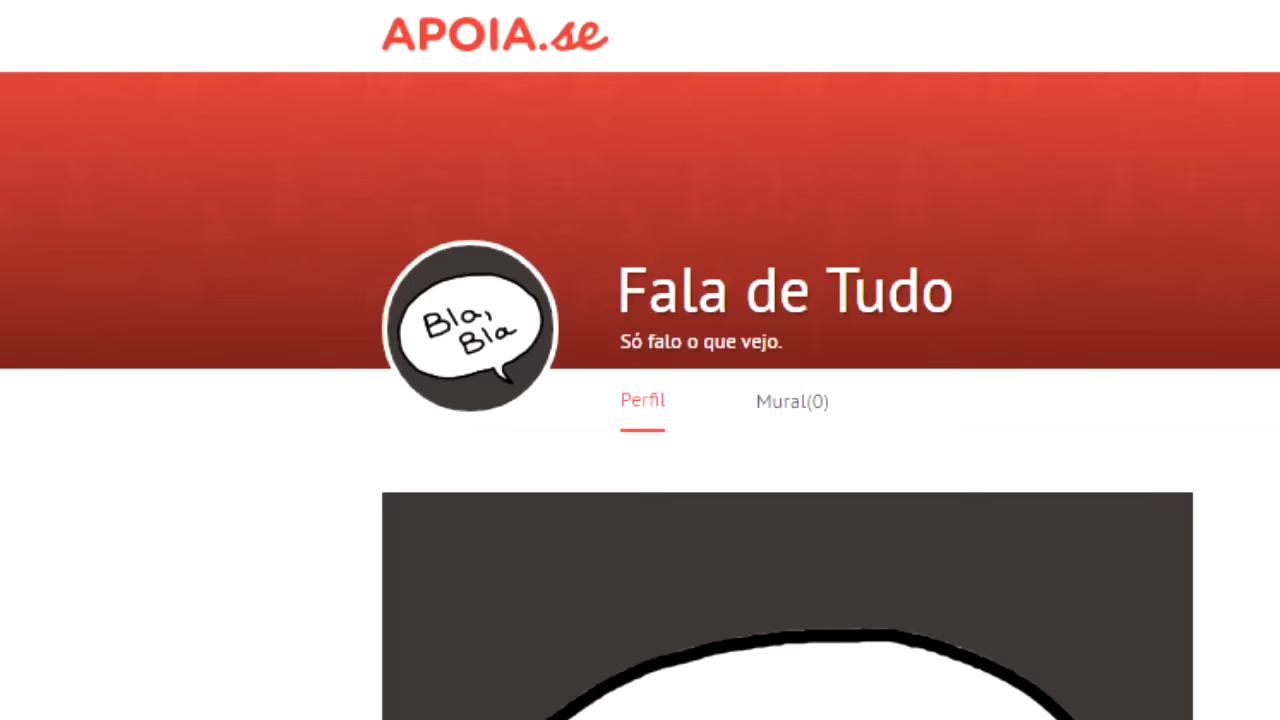 APOIA.se
Bla,
Bla
Fala de Tudo
Só falo o que vejo.
Perfil
Mural(0)